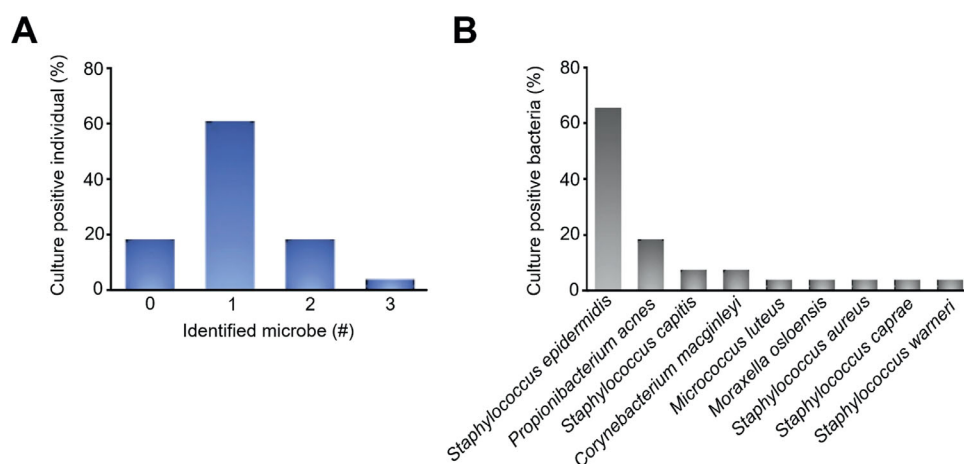 A
Culture positive individual (%)
80
60
40
20
0
0 1 2 3
Identified microbe (#)
B
Culture positive bacteria (%)
80
60
40
20
0
Staphylococcus epidermidis
Propionibacterium acnes
Staphylococcus capitis
Corynebacterium macginleyi
Micrococcus luteus
Moraxella osloensis
Staphylococcus aureus
Staphylococcus caprae
Staphylococcus warneri